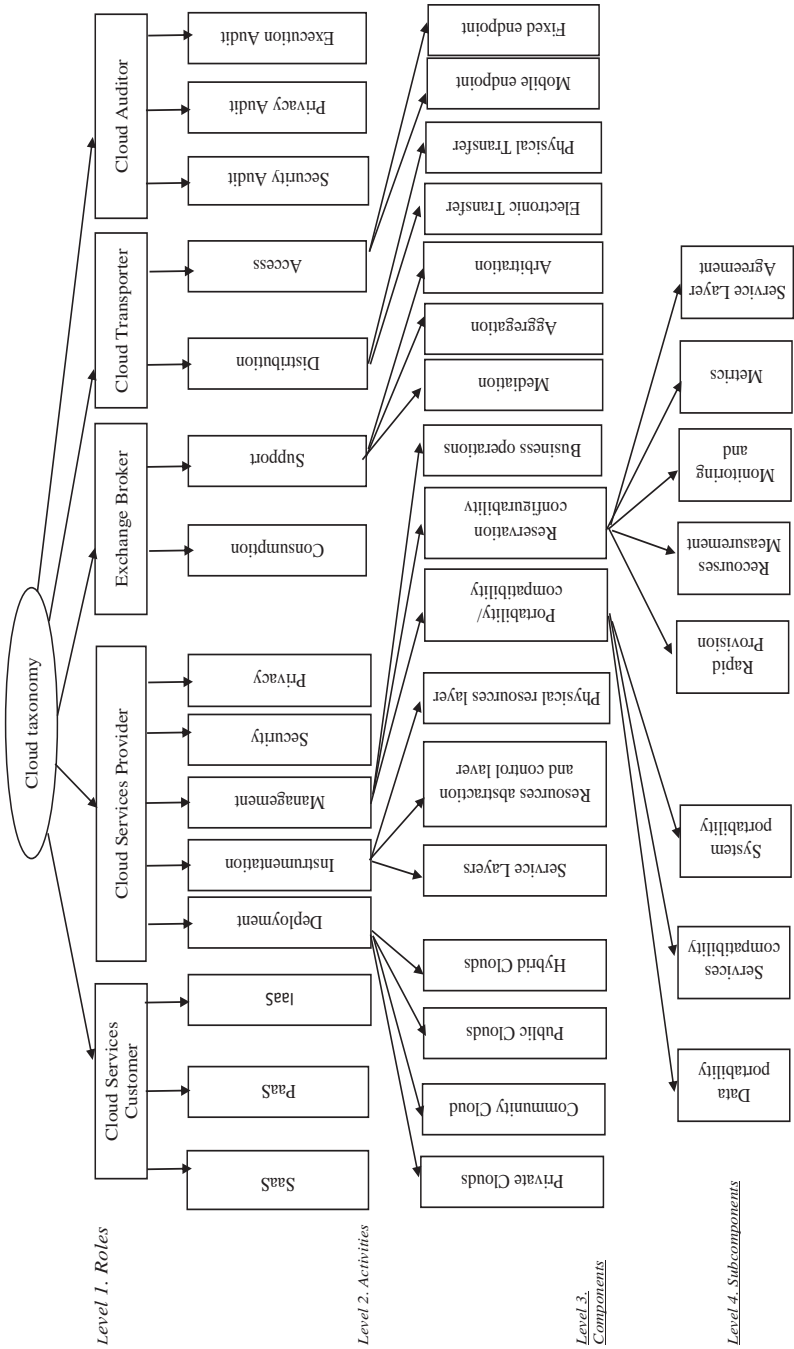 Cloud taxonomy
Level 1. Roles
Cloud Services
Customer
Cloud Services Provider
Exchange Broker
Cloud Transporter
Cloud Auditor
Level 2. Activities
SaaS
PaaS
IaaS
Deployment
Instrumentation
Management
Security
Privacy
Consumption
Support
Distribution
Access
Security Audit
Privacy Audit
Execution Audit
Level 3.
Components
Private Clouds
Community Cloud
Public Clouds
Hybrid Clouds
Service Layers
Resources abstraction
and control layer
Physical resources layer
Portability/
compatibility
Reservation
configurability
Business operations
Mediation
Aggregation
Arbitration
Electronic Transfer
Physical Transfer
Mobile endpoint
Fixed endpoint
Level 4. Subcomponents
Data
portability
Services
compatibility
System
portability
Rapid
Provision
Recourses
Measurement
Monitoring
and
Metrics
Service Layer
Agreement